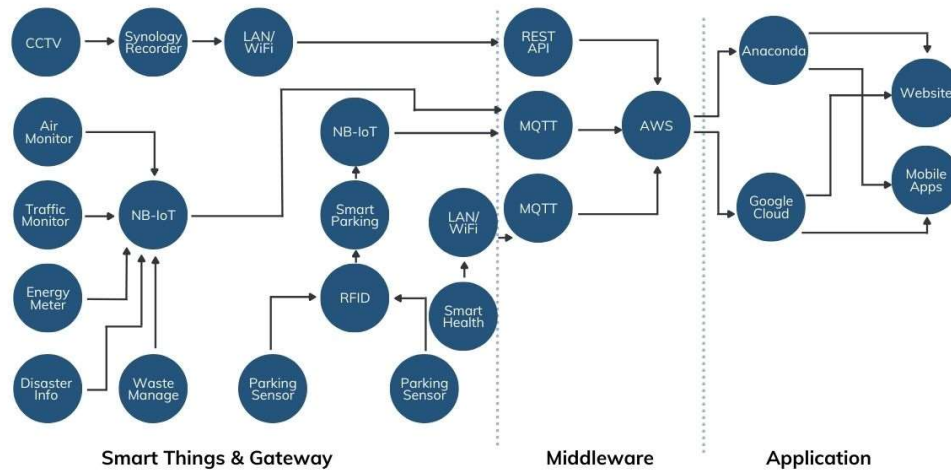 CCTV
Synology
Recorder
LAN/
WiFi
REST
API
Anaconda
Website
Air
Monitor
NB-IoT
MQTT
AWS
Traffic
Monitor
NB-IoT
Smart
Parking
LAN/
WiFi
MQTT
Google
Cloud
Mobile
Apps
Energy
Meter
RFID
Smart
Health
Disaster
Info
Waste
Manage
Parking
Sensor
Parking
Sensor
Smart Things & Gateway
Middleware
Application